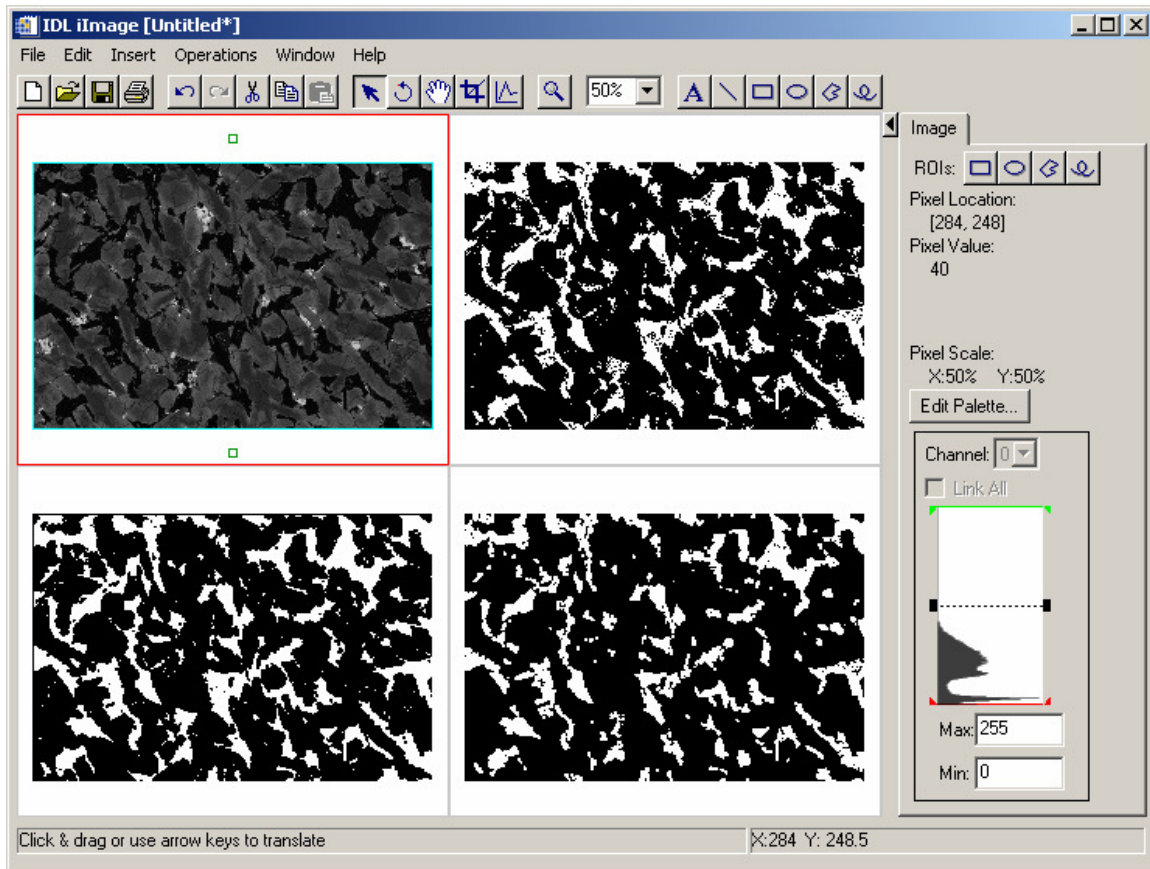 IDL iImage [Untitled*]
File Edit Insert Operations Window Help
50% A
Image
ROIs:
Pixel Location:
[284, 248]
Pixel Value:
40
Pixel Scale:
X:50% Y:50%
Edit Palette...
Channel: 0
Link All
Max: 255
Min: 0
Click & drag or use arrow keys to translate X:284 Y: 248.5